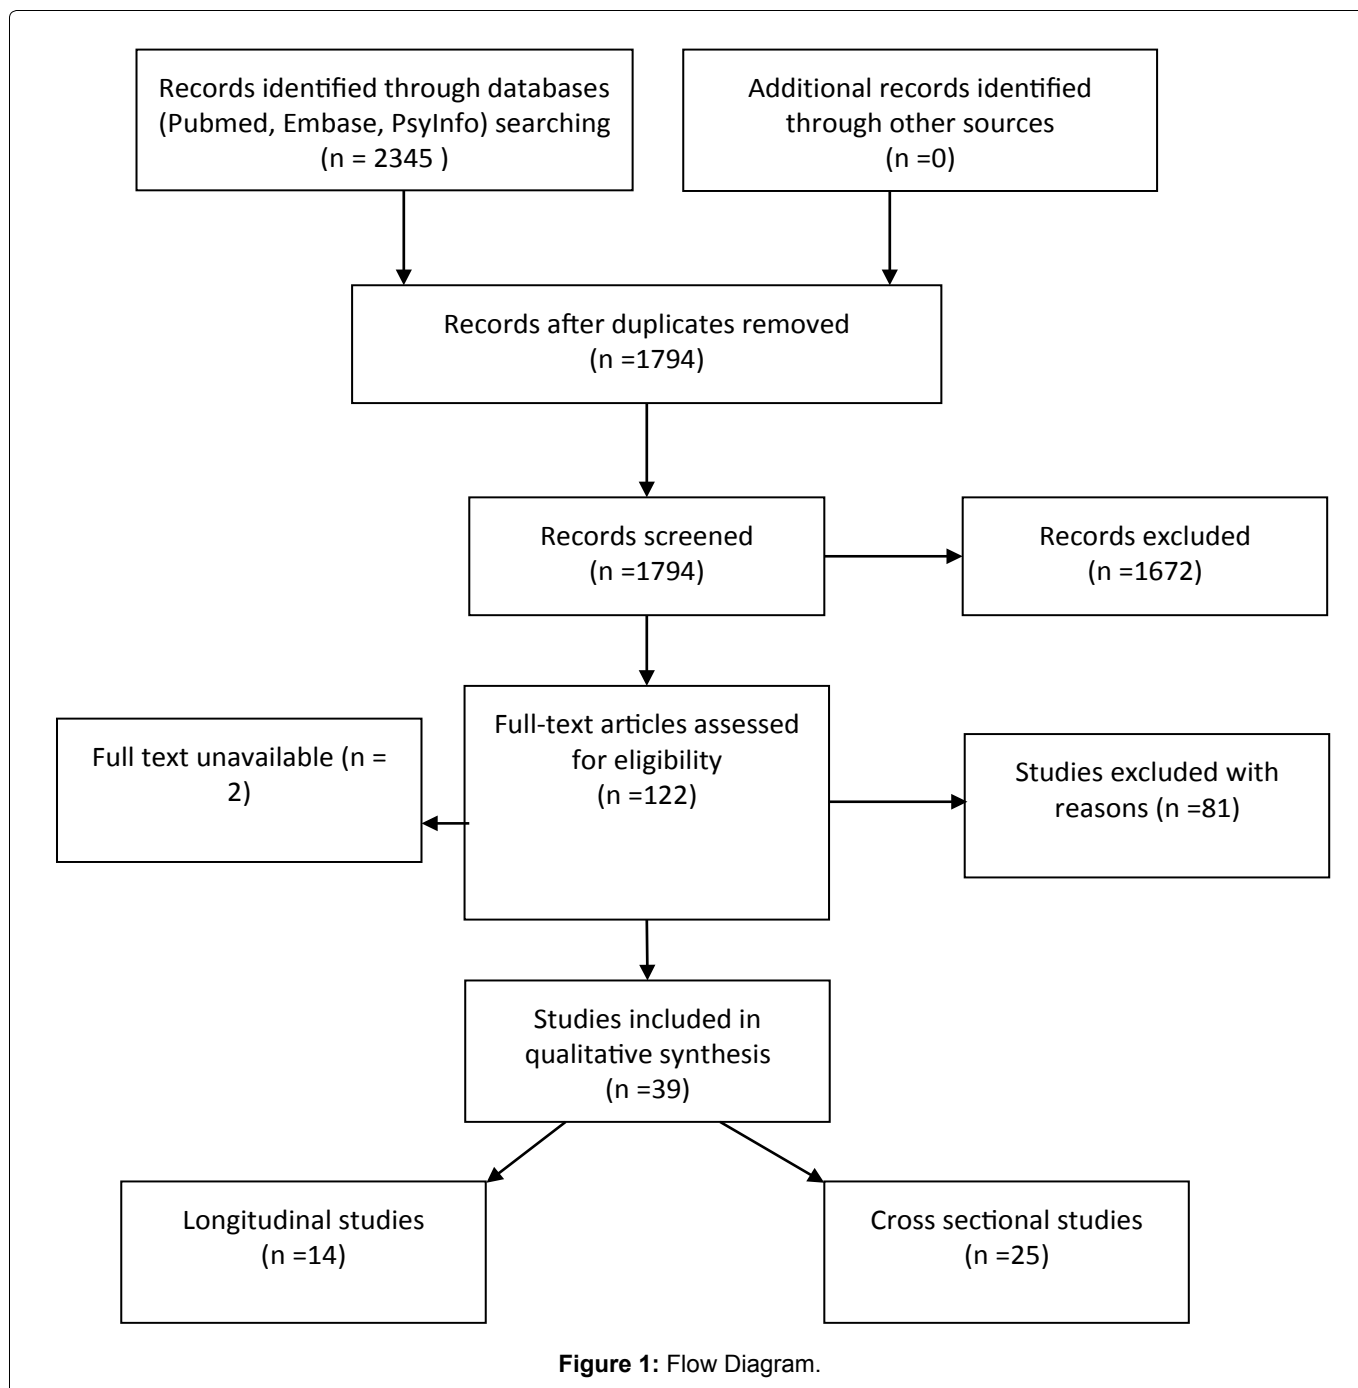 Records identified through databases
(Pubmed, Embase, PsyInfo) searching
(n = 2345 )
Additional records identified
through other sources
(n =0)
Records after duplicates removed
(n =1794)
Records screened
(n =1794)
Records excluded
(n =1672)
Full-text articles assessed
for eligibility
(n =122)
Full text unavailable (n =
2)
Studies excluded with
reasons (n =81)
Studies included in
qualitative synthesis
(n =39)
Longitudinal studies
(n =14)
Cross sectional studies
(n =25)
Figure 1: Flow Diagram.